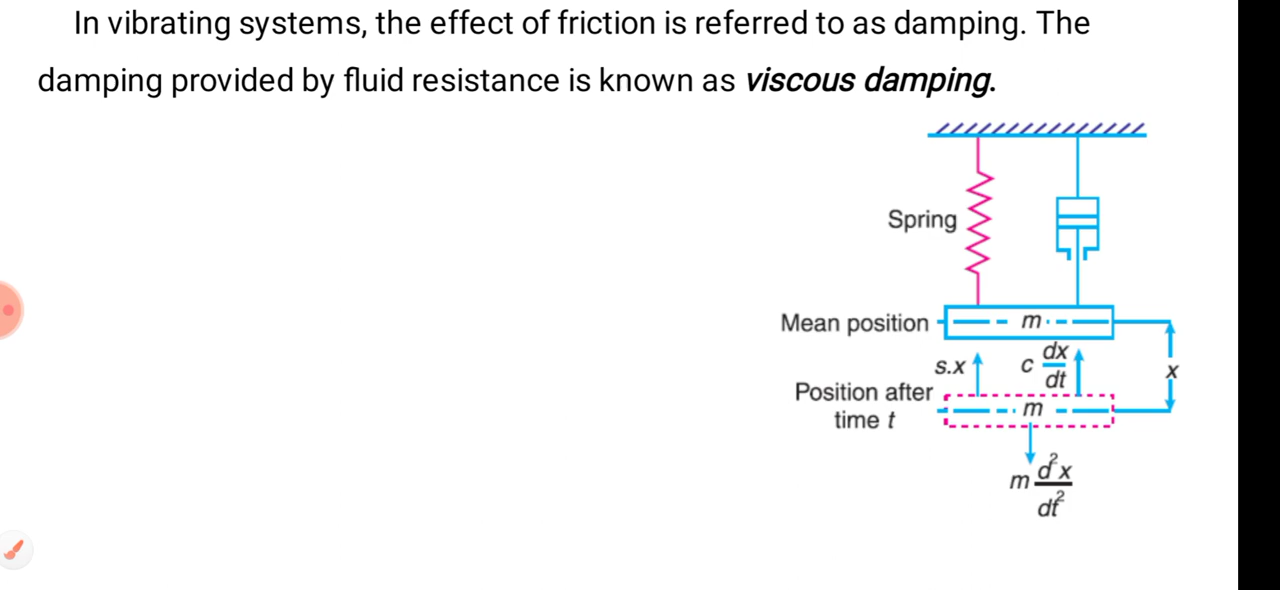 In vibrating systems, the effect of friction is referred to as damping. The
damping provided by fluid resistance is known as viscous damping.
Spring
Mean position
m
s.x
c dx/dt
x
Position after
time t
m
m d²x/dt²